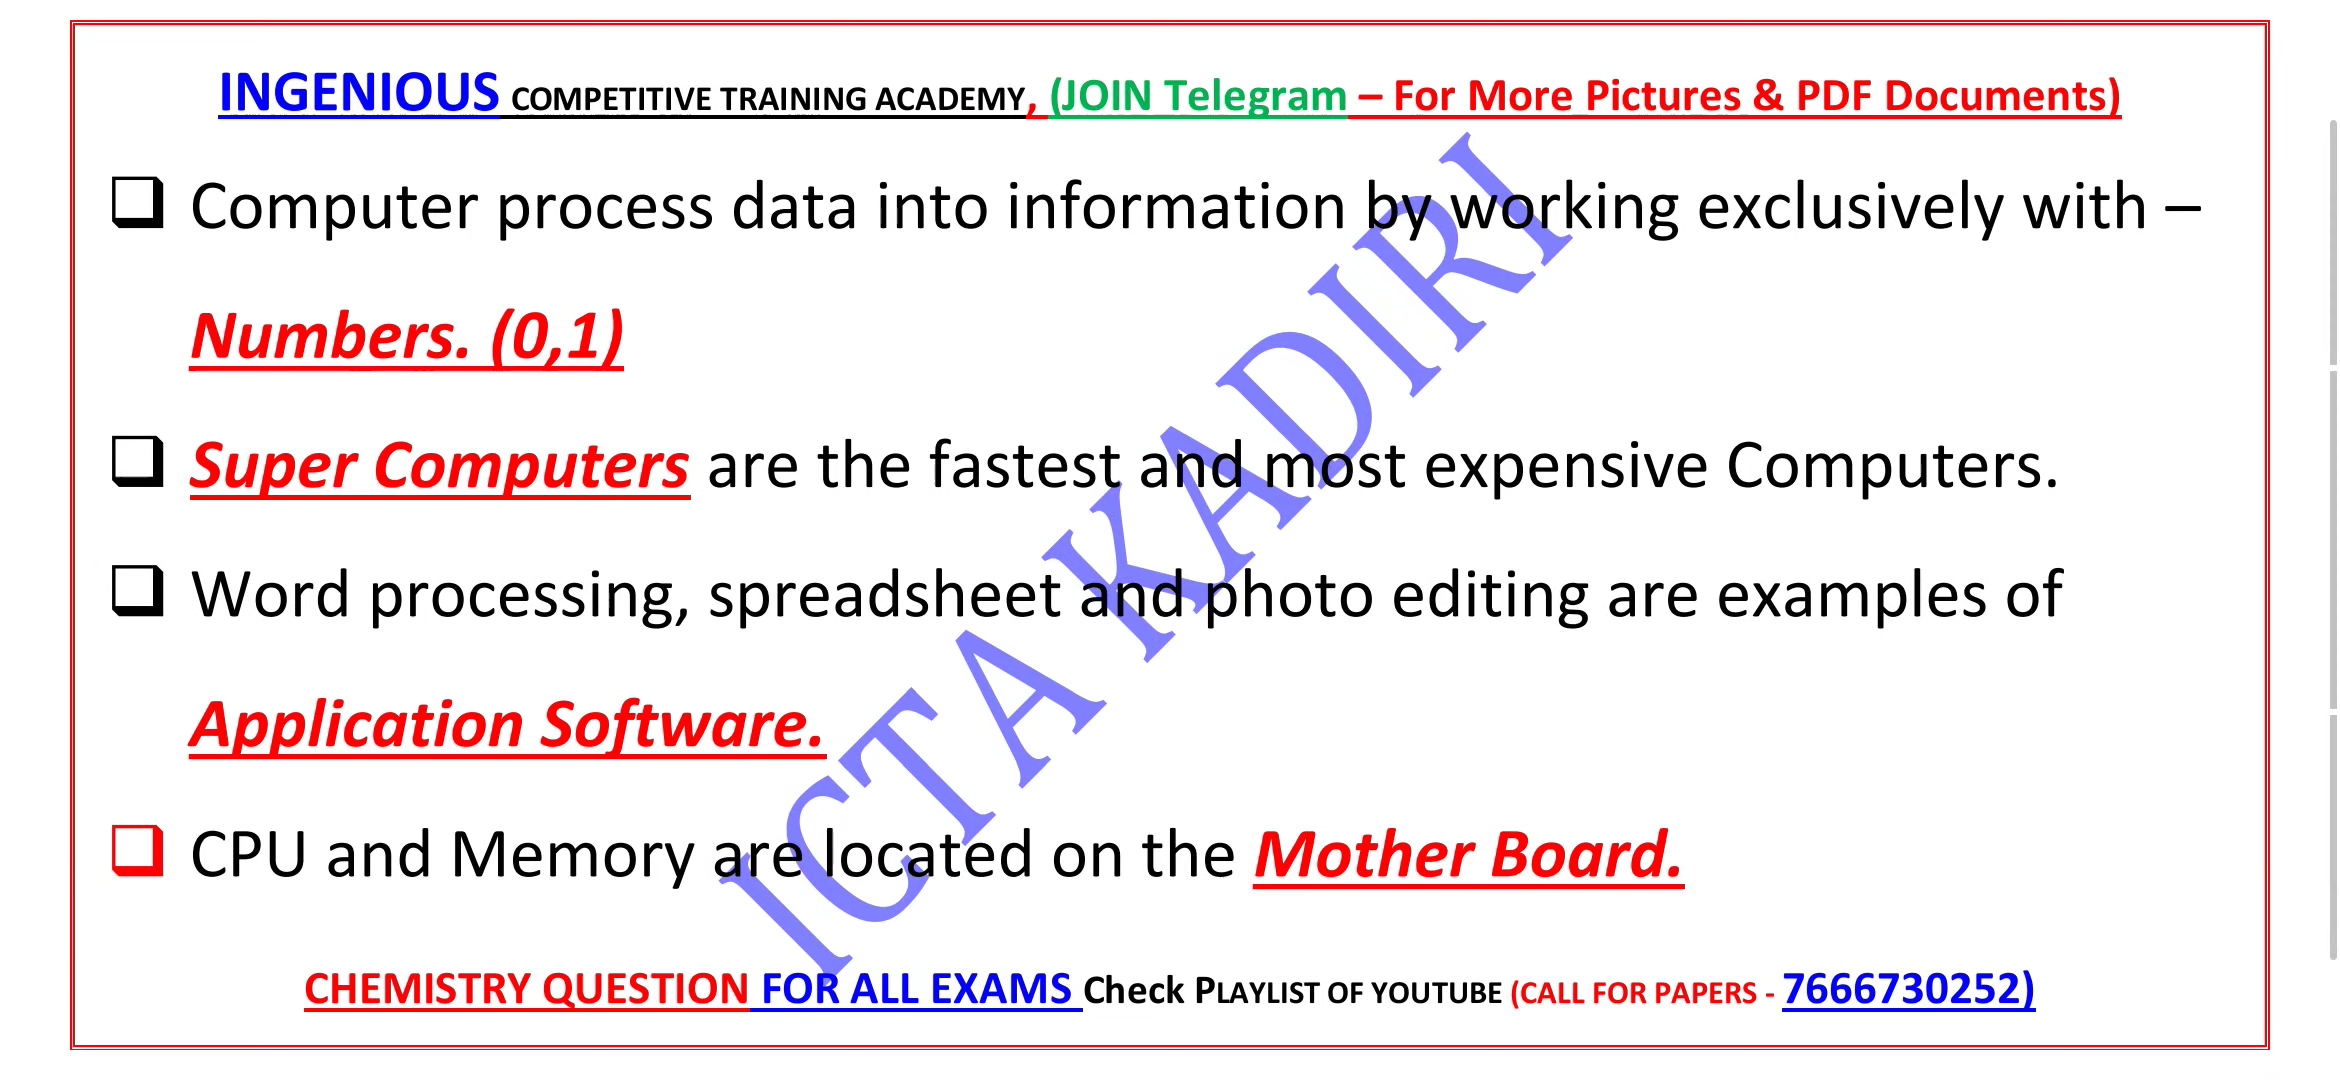 INGENIOUS COMPETITIVE TRAINING ACADEMY, (JOIN Telegram – For More Pictures & PDF Documents)
❑ Computer process data into information by working exclusively with –
Numbers. (0,1)
❑ Super Computers are the fastest and most expensive Computers.
❑ Word processing, spreadsheet and photo editing are examples of
Application Software.
❑ CPU and Memory are located on the Mother Board.
ICTA KADIRI
CHEMISTRY QUESTION FOR ALL EXAMS Check PLAYLIST OF YOUTUBE (CALL FOR PAPERS - 7666730252)